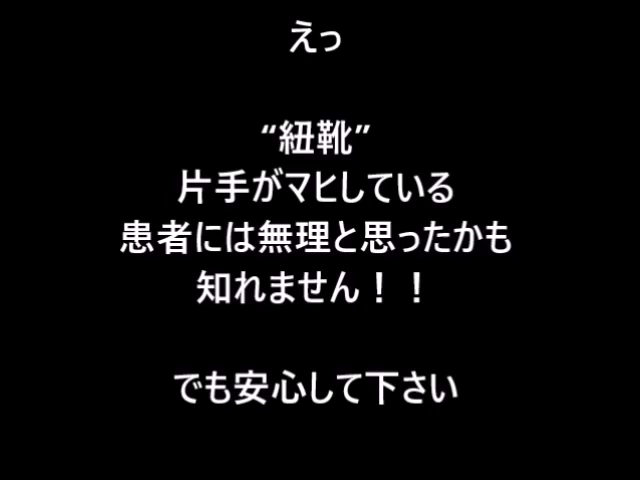 えっ
“紐靴”
片手がマヒしている
患者には無理と思ったかも
知れません！！
でも安心して下さい